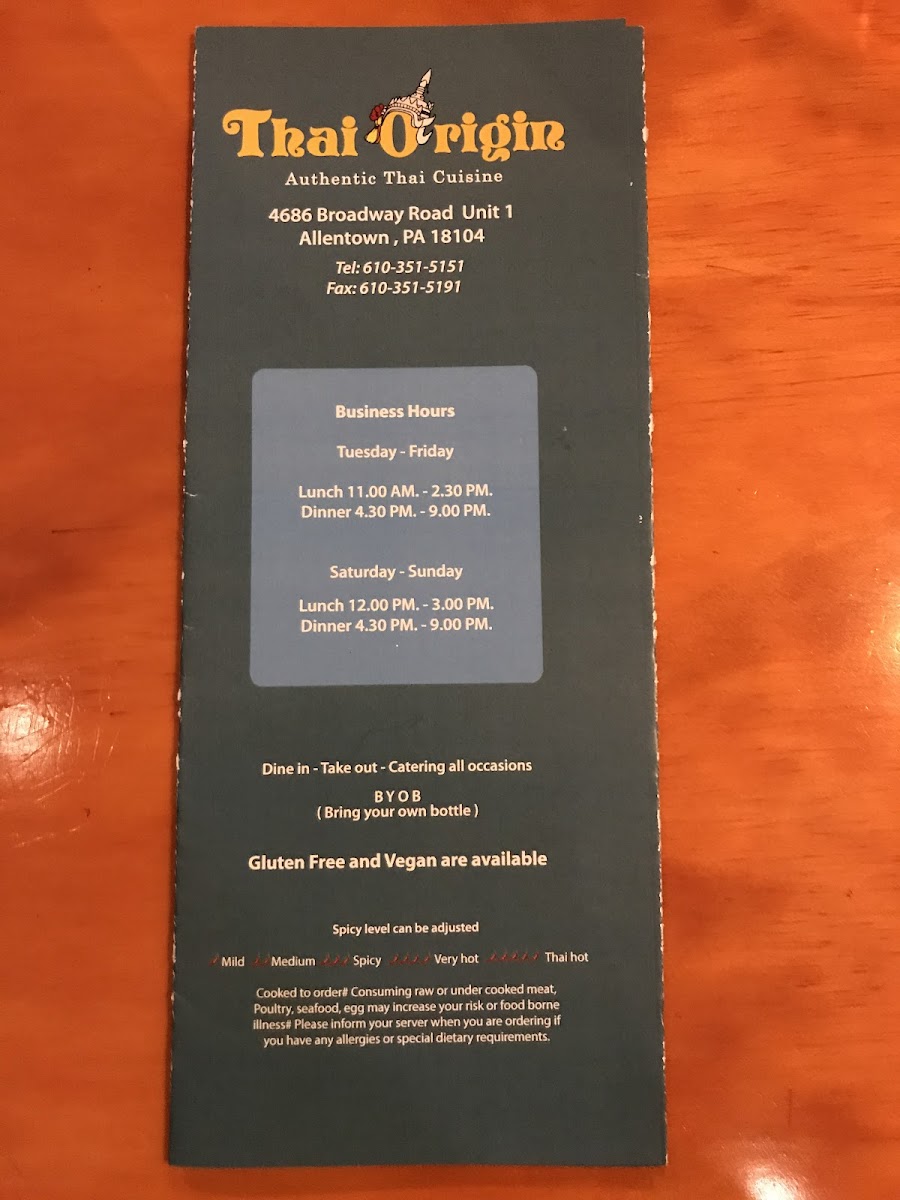 Thai Origin
Authentic Thai Cuisine
4686 Broadway Road Unit 1
Allentown , PA 18104
Tel: 610-351-5151
Fax: 610-351-5191
Business Hours
Tuesday - Friday
Lunch 11.00 AM. - 2.30 PM.
Dinner 4.30 PM. - 9.00 PM.
Saturday - Sunday
Lunch 12.00 PM. - 3.00 PM.
Dinner 4.30 PM. - 9.00 PM.
Dine in - Take out - Catering all occasions
B Y O B
( Bring your own bottle )
Gluten Free and Vegan are available
Spicy level can be adjusted
Mild Medium Spicy Very hot Thai hot
Cooked to order# Consuming raw or under cooked meat,
Poultry, seafood, egg may increase your risk or food borne
illness# Please inform your server when you are ordering if
you have any allergies or special dietary requirements.